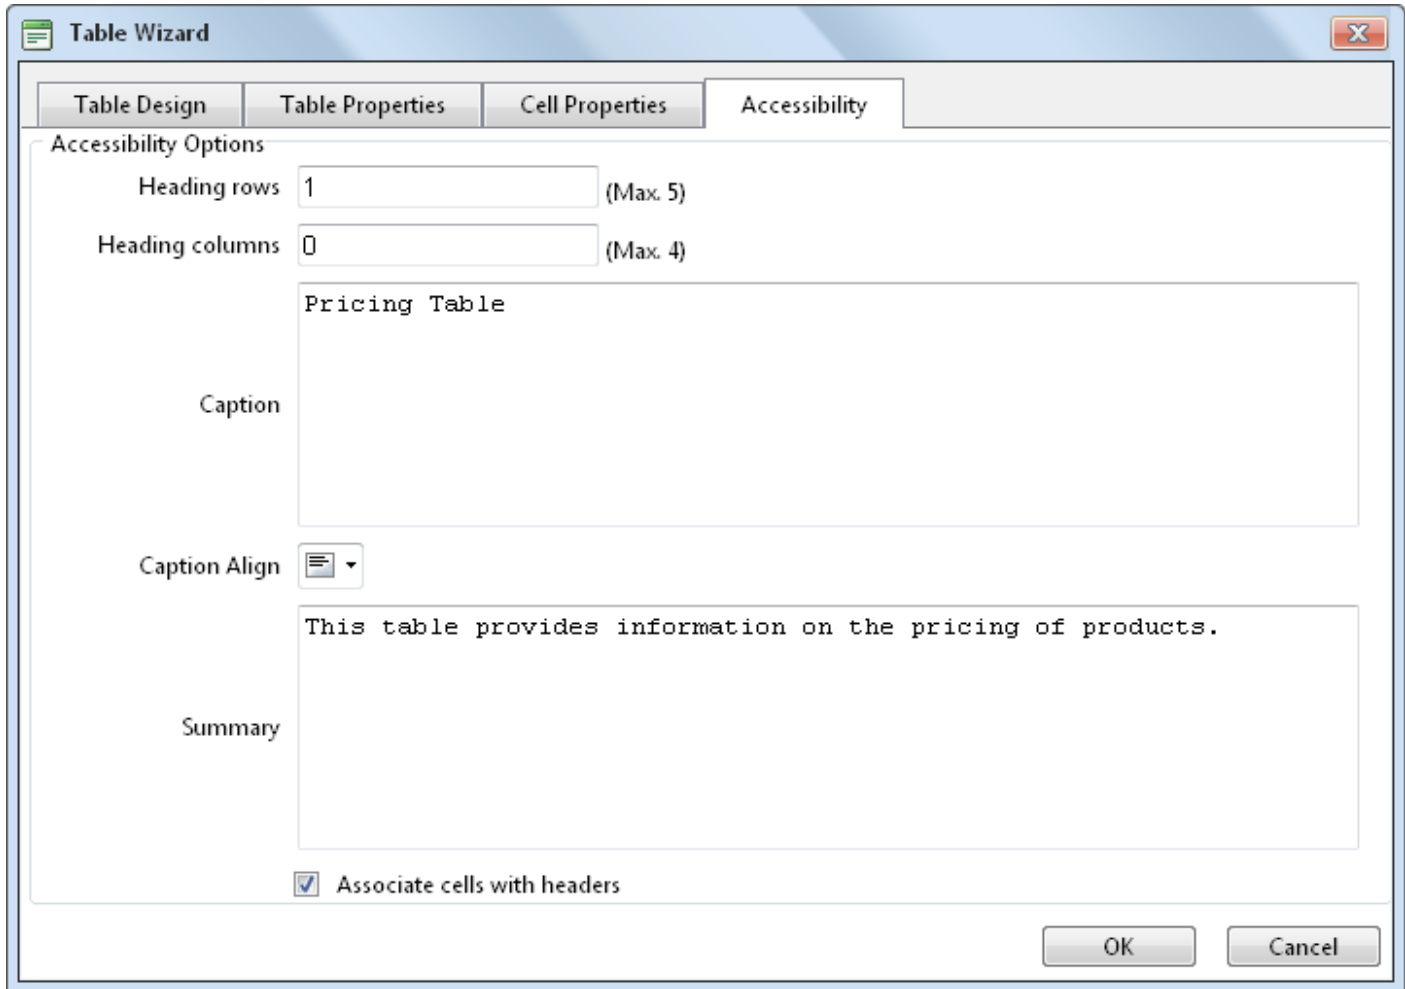 Table Wizard
Table Design Table Properties Cell Properties Accessibility
Accessibility Options
Heading rows 1 (Max. 5)
Heading columns 0 (Max. 4)
Pricing Table
Caption
Caption Align
This table provides information on the pricing of products.
Summary
Associate cells with headers
OK Cancel